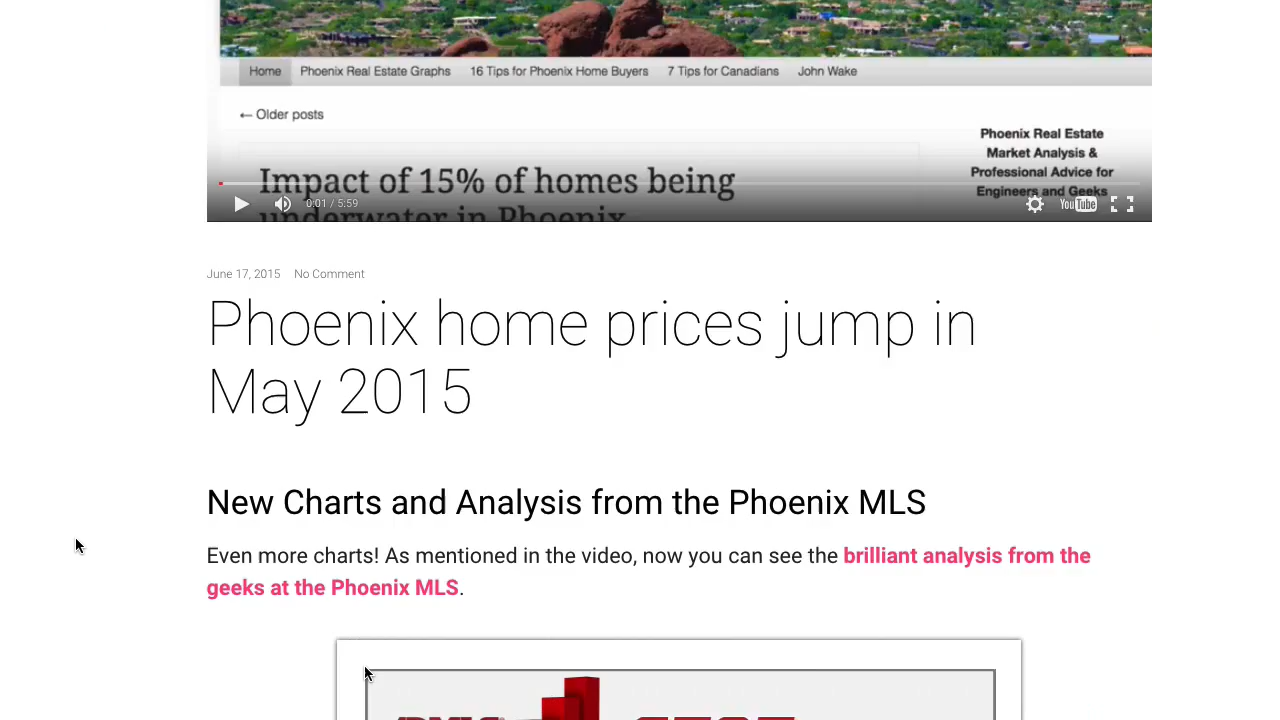 Home Phoenix Real Estate Graphs 16 Tips for Phoenix Home Buyers 7 Tips for Canadians John Wake
← Older posts
Phoenix Real Estate
Market Analysis &
Professional Advice for
Engineers and Geeks
Impact of 15% of homes being
underwater in Phoenix
0:01 / 5:59
YouTube
June 17, 2015 No Comment
Phoenix home prices jump in
May 2015
New Charts and Analysis from the Phoenix MLS
Even more charts! As mentioned in the video, now you can see the brilliant analysis from the
geeks at the Phoenix MLS.